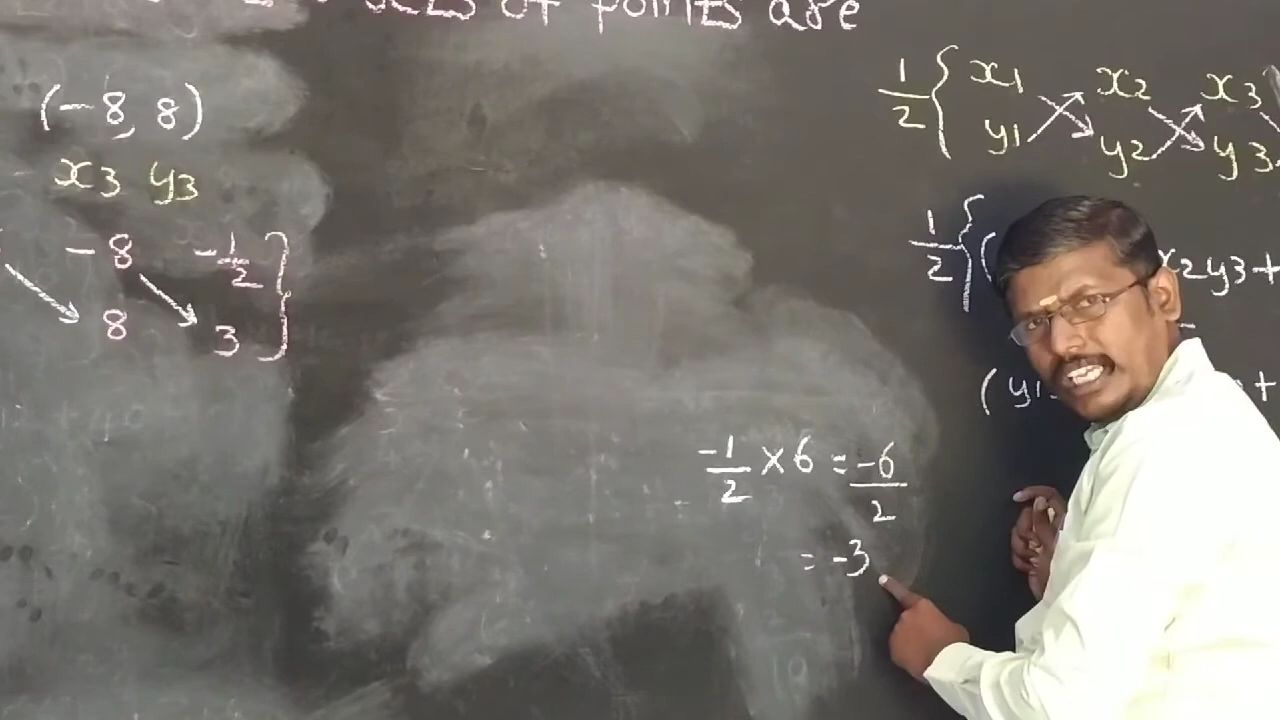 of points are
(-8, 8)
x3 y3
-8 -1/2 }
8 3
1/2 { x1 x2 x3
y1 y2 y3
1/2 { ( x2y3+
(y1
-1/2 × 6 = -6/2
= -3